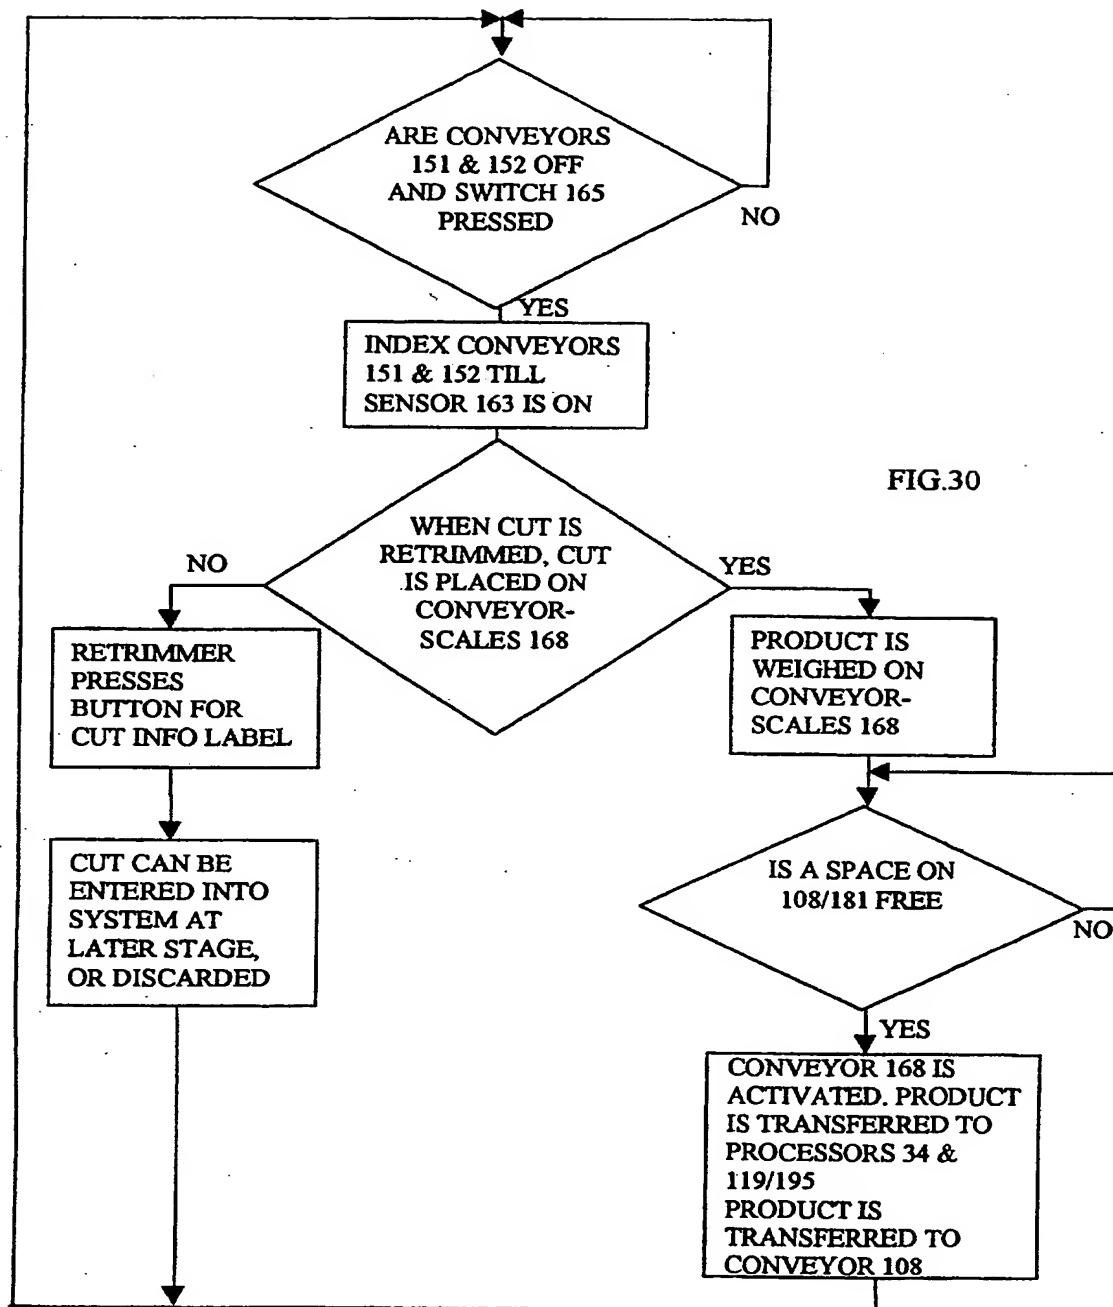 ARE CONVEYORS
151 & 152 OFF
AND SWITCH 165
PRESSED
NO
YES
INDEX CONVEYORS
151 & 152 TILL
SENSOR 163 IS ON
FIG.30
WHEN CUT IS
RETRIMMED, CUT
IS PLACED ON
CONVEYOR-
SCALES 168
NO
YES
RETRIMMER
PRESSES
BUTTON FOR
CUT INFO LABEL
PRODUCT IS
WEIGHED ON
CONVEYOR-
SCALES 168
CUT CAN BE
ENTERED INTO
SYSTEM AT
LATER STAGE,
OR DISCARDED
IS A SPACE ON
108/181 FREE
NO
YES
CONVEYOR 168 IS
ACTIVATED. PRODUCT
IS TRANSFERRED TO
PROCESSORS 34 &
119/195
PRODUCT IS
TRANSFERRED TO
CONVEYOR 108